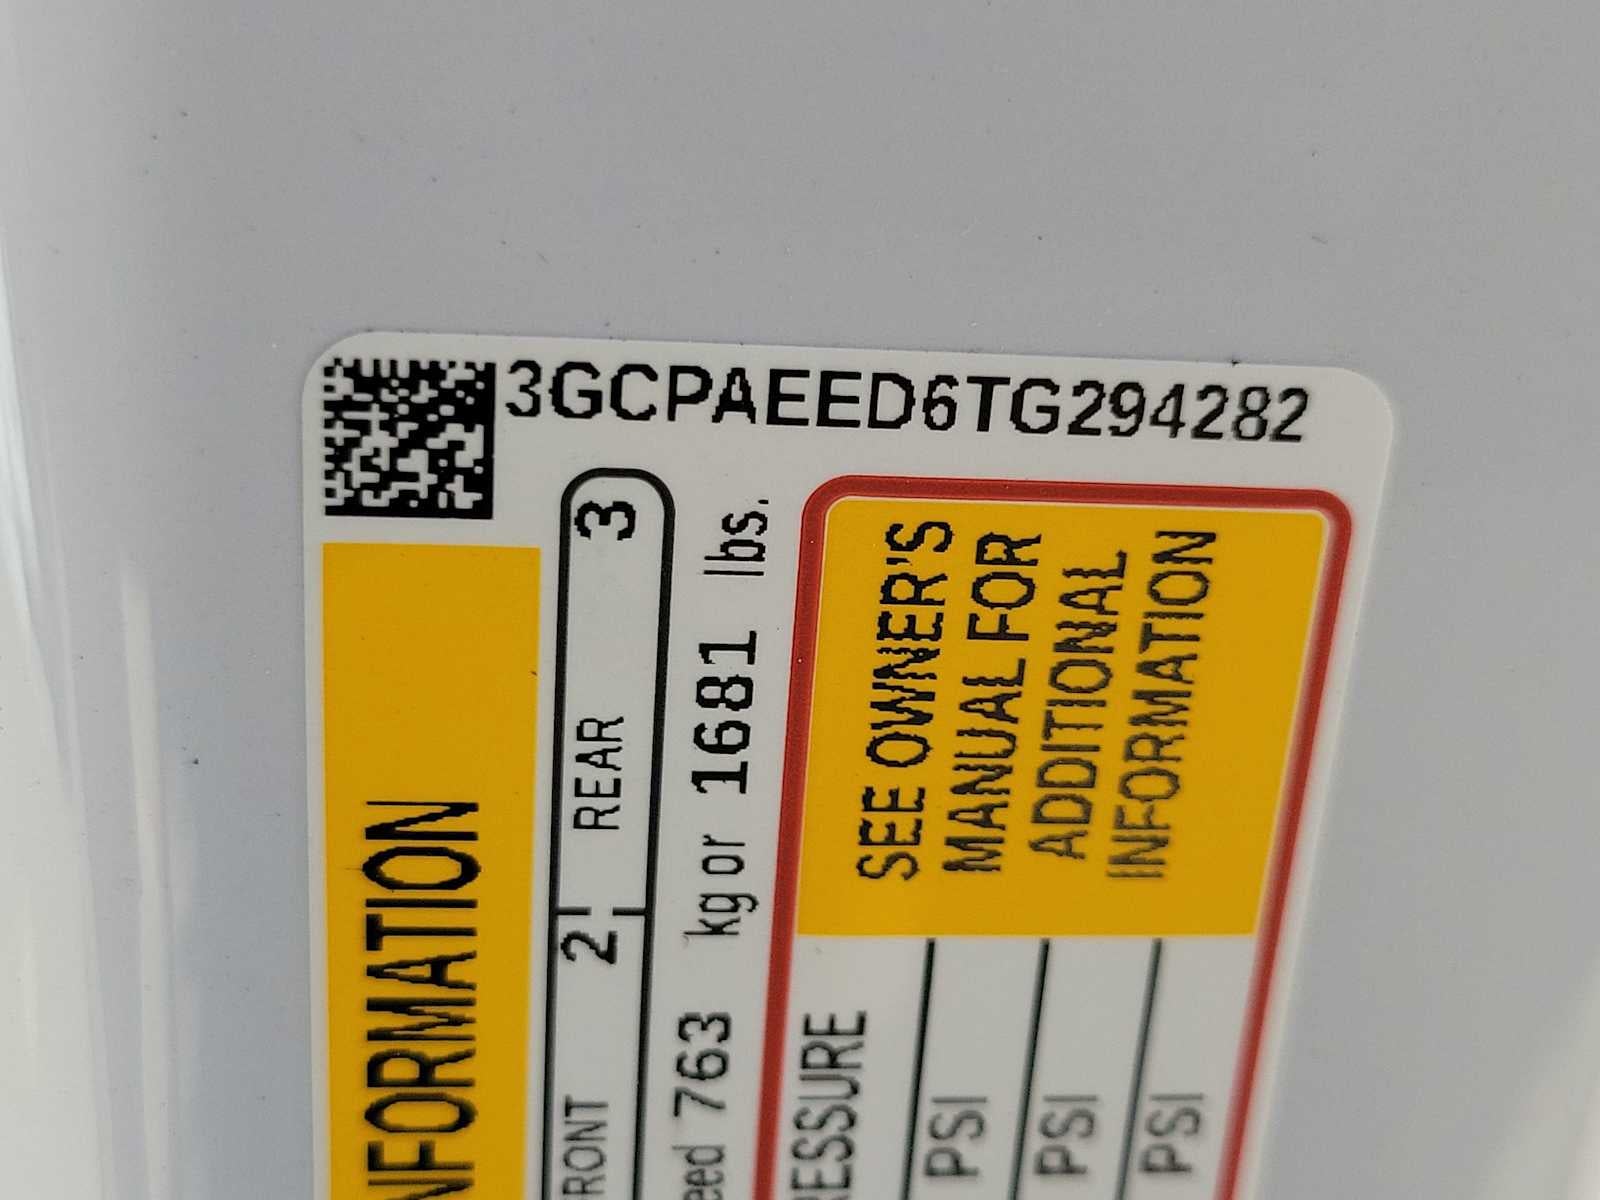 3GCPAEED6TG294282
NFORMATION
RONT 2 REAR 3
eed 763 kg or 1681 lbs.
RESSURE
SEE OWNER'S
MANUAL FOR
ADDITIONAL
INFORMATION
PSI
PSI
PSI